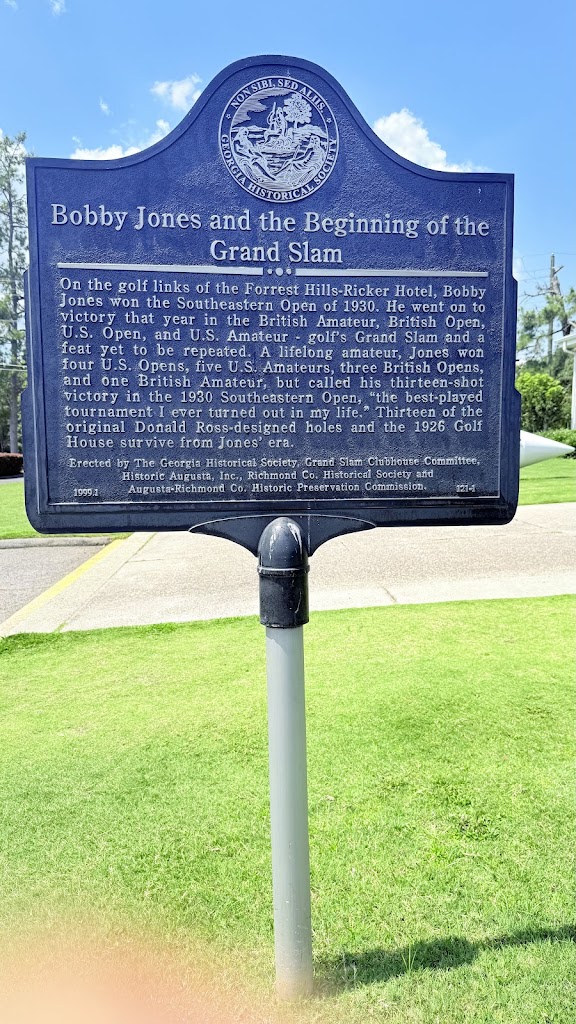 NON SIBI, SED ALIIS.
GEORGIA HISTORICAL SOCIETY
Bobby Jones and the Beginning of the
Grand Slam
On the golf links of the Forrest Hills-Ricker Hotel, Bobby
Jones won the Southeastern Open of 1930. He went on to
victory that year in the British Amateur, British Open,
U.S. Open, and U.S. Amateur - golf's Grand Slam and a
feat yet to be repeated. A lifelong amateur, Jones won
four U.S. Opens, five U.S. Amateurs, three British Opens,
and one British Amateur, but called his thirteen-shot
victory in the 1930 Southeastern Open, "the best-played
tournament I ever turned out in my life." Thirteen of the
original Donald Ross-designed holes and the 1926 Golf
House survive from Jones' era.
Erected by The Georgia Historical Society, Grand Slam Clubhouse Committee,
Historic Augusta, Inc., Richmond Co. Historical Society and
1999.1 Augusta-Richmond Co. Historic Preservation Commission. 121-1